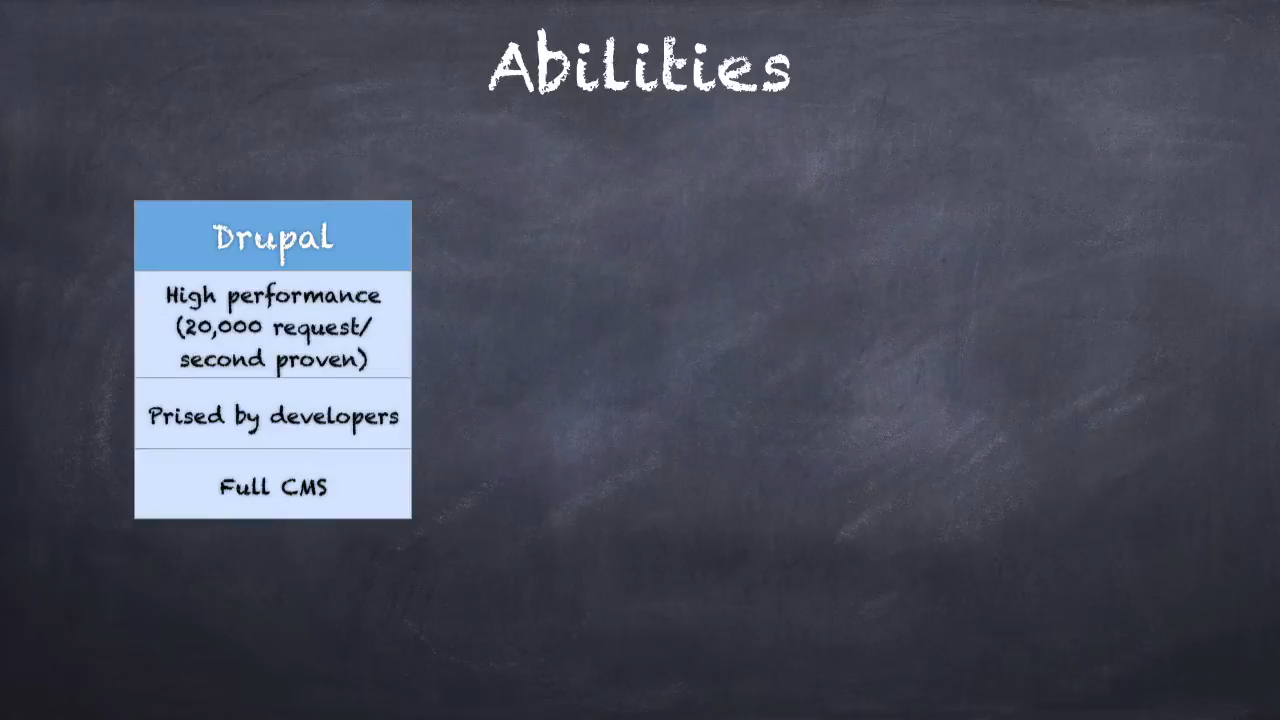 Abilities
Drupal
High performance
(20,000 request/
second proven)
Prised by developers
Full CMS